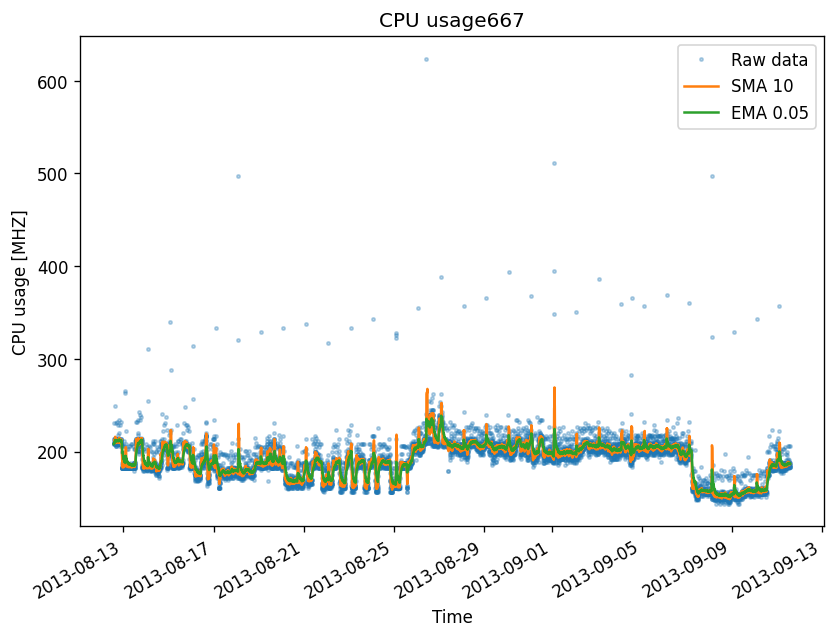 CPU usage667
Raw data
SMA 10
EMA 0.05
CPU usage [MHZ]
600
500
400
300
200
2013-08-13
2013-08-17
2013-08-21
2013-08-25
2013-08-29
2013-09-01
2013-09-05
2013-09-09
2013-09-13
Time